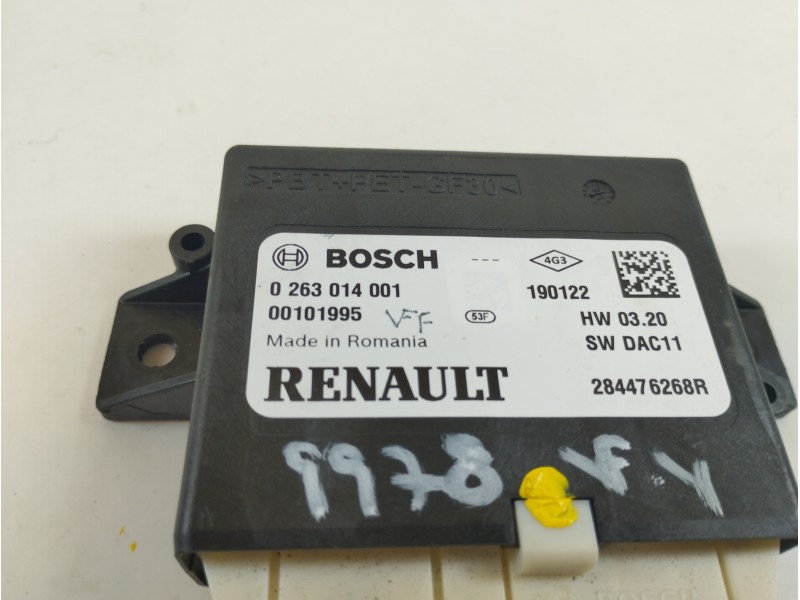 >PBT+PET-GF30<
BOSCH --- 4G3
0 263 014 001 190122
00101995 VFF 53F HW 03.20
Made in Romania SW DAC11
RENAULT 284476268R
9978 VFY